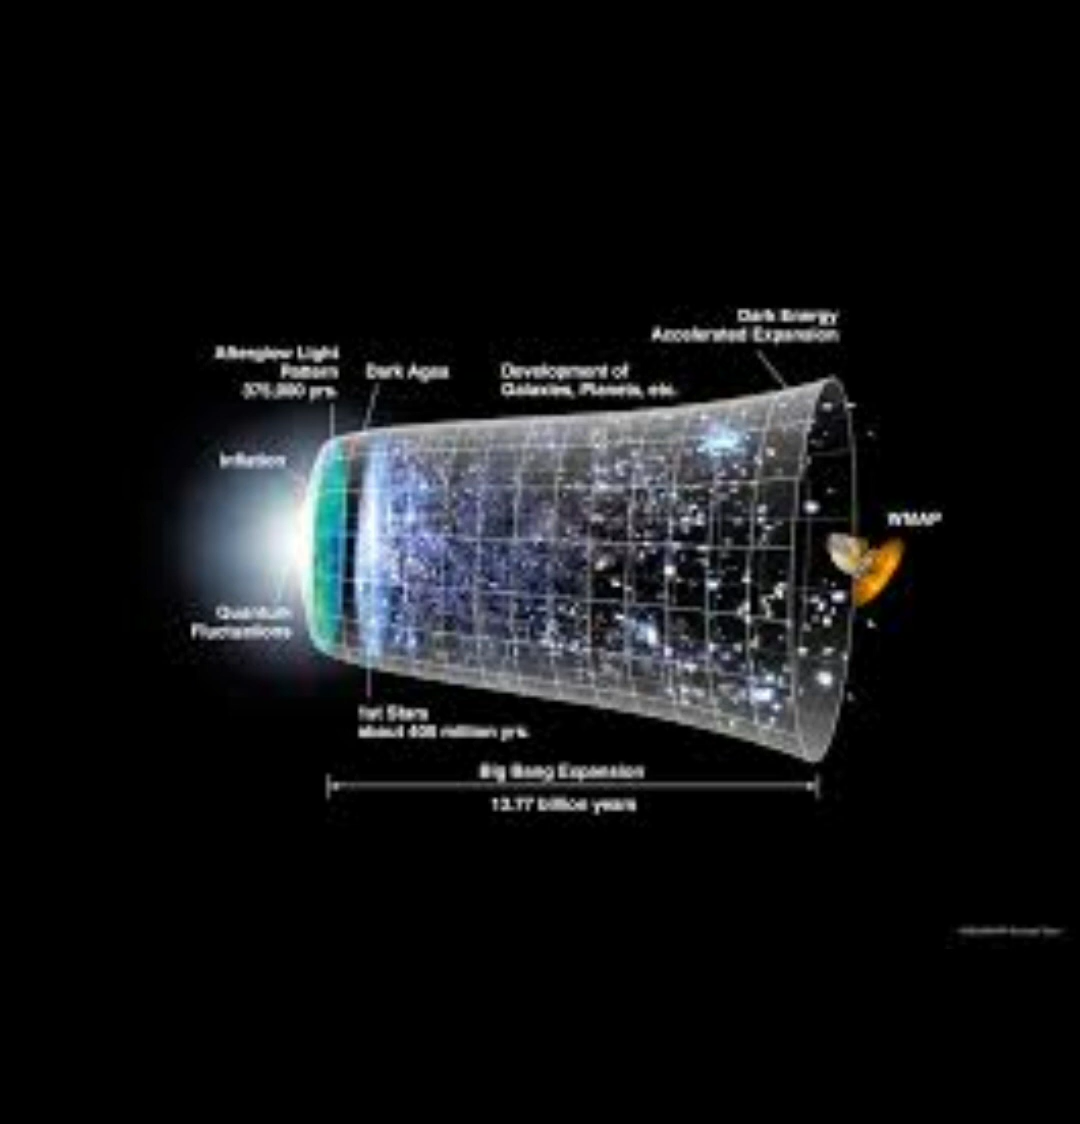 Dark Energy
Accelerated Expansion
Afterglow Light
Pattern
375,000 yrs.
Dark Ages
Development of
Galaxies, Planets, etc.
Inflation
WMAP
Quantum
Fluctuations
1st Stars
about 400 million yrs.
Big Bang Expansion
13.77 billion years